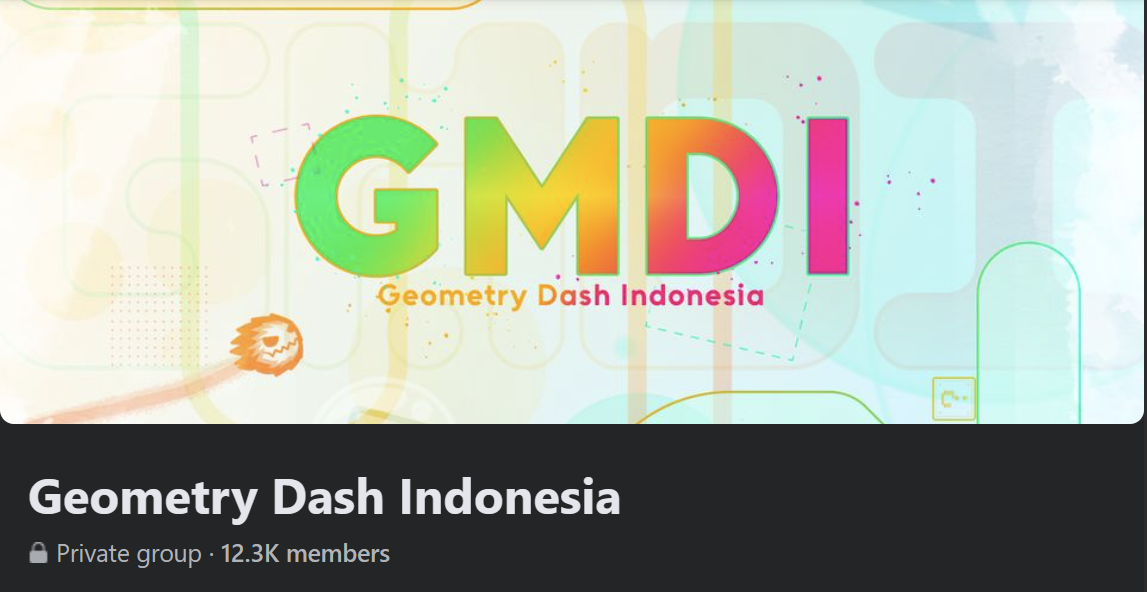 GMDI
Geometry Dash Indonesia
C++
Geometry Dash Indonesia
Private group · 12.3K members